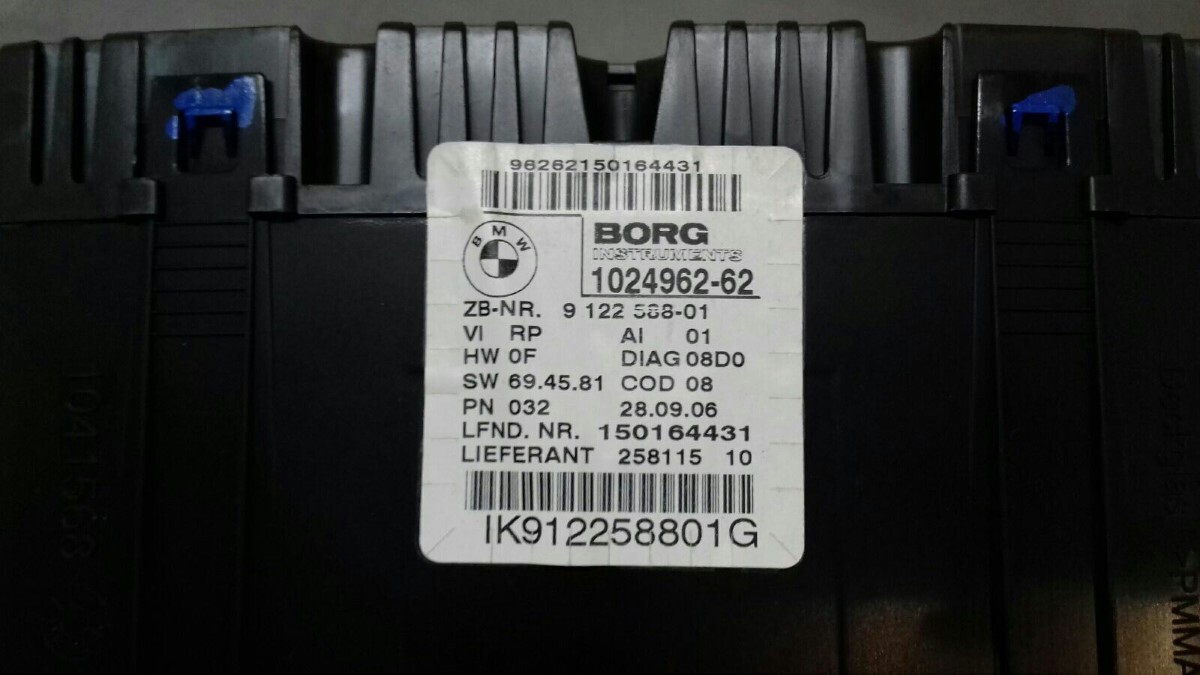 96262150164431
BMW
BORG
INSTRUMENTS
1024962-62
ZB-NR. 9 122 588-01
VI RP AI 01
HW 0F DIAG 08D0
SW 69.45.81 COD 08
PN 032 28.09.06
LFND. NR. 150164431
LIEFERANT 258115 10
IK912258801G
PMMA